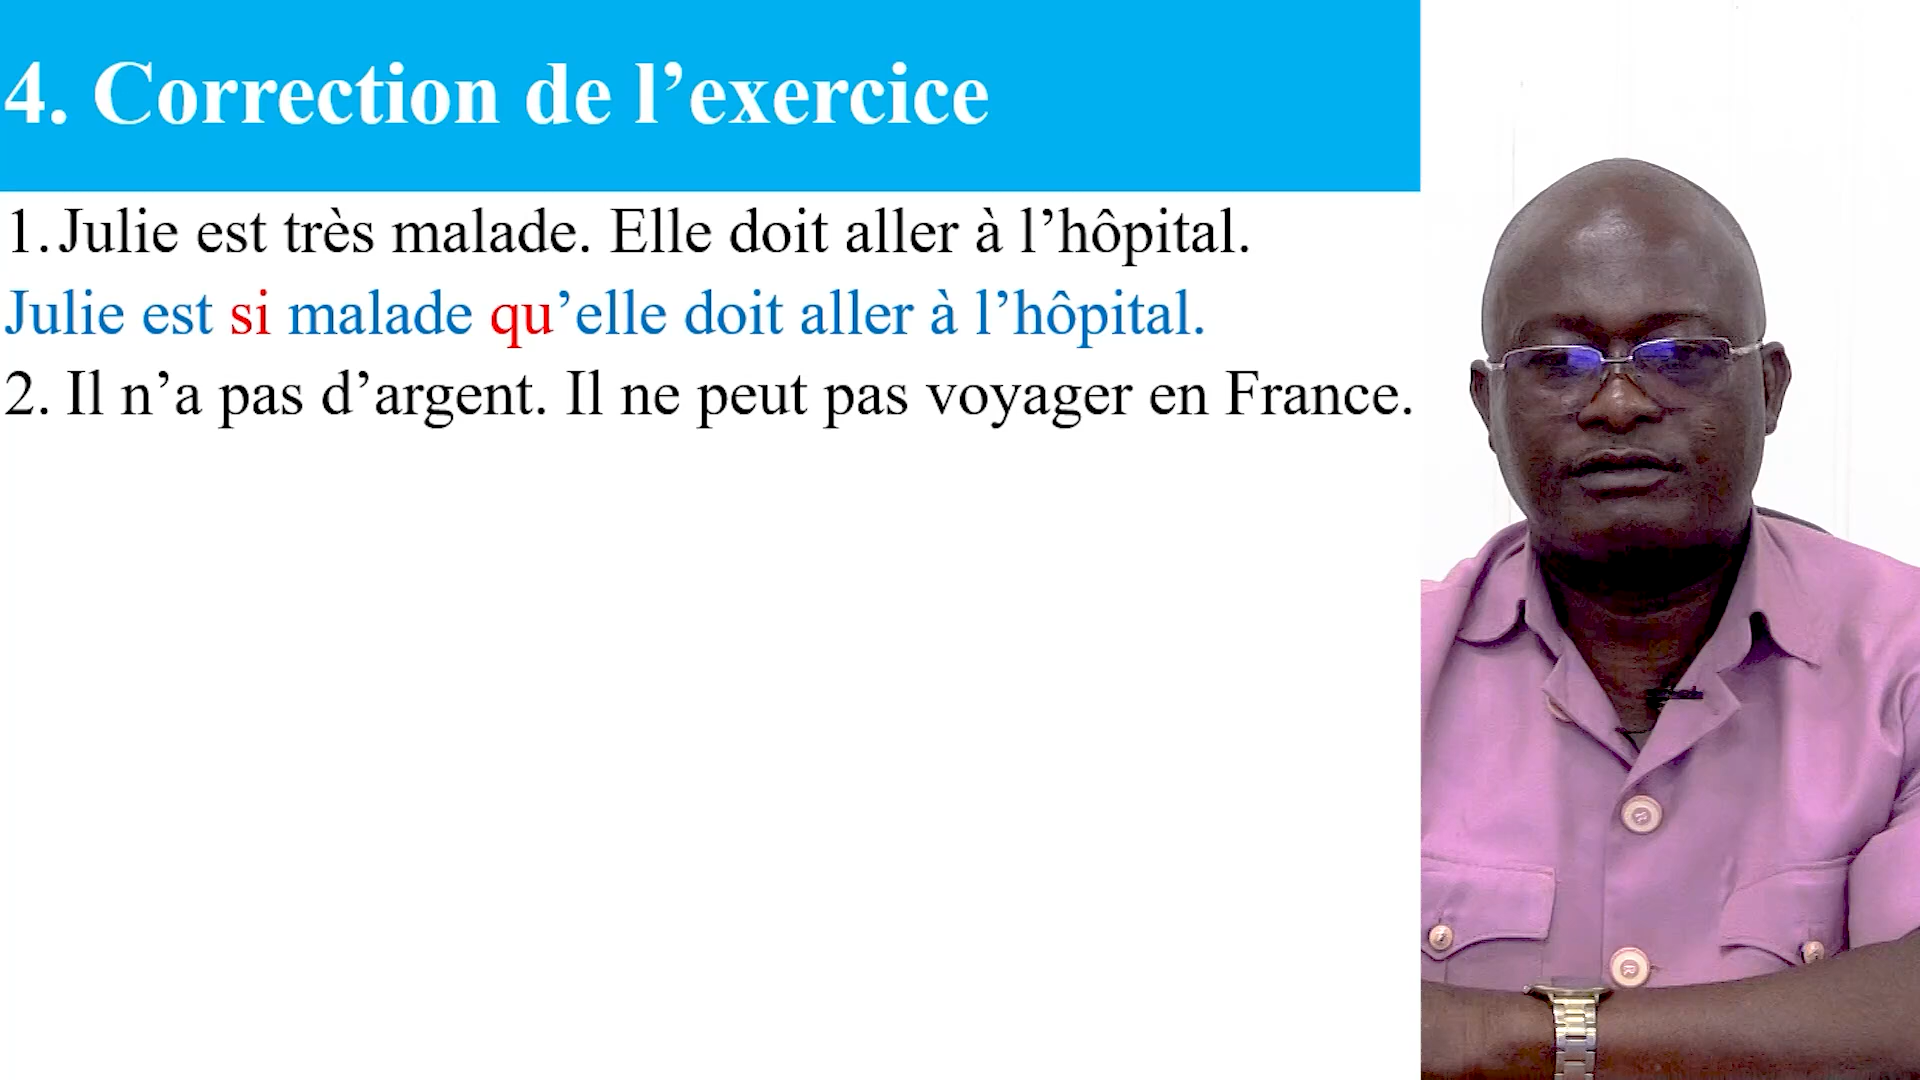 4. Correction de l’exercice
1. Julie est très malade. Elle doit aller à l’hôpital.
Julie est si malade qu’elle doit aller à l’hôpital.
2. Il n’a pas d’argent. Il ne peut pas voyager en France.